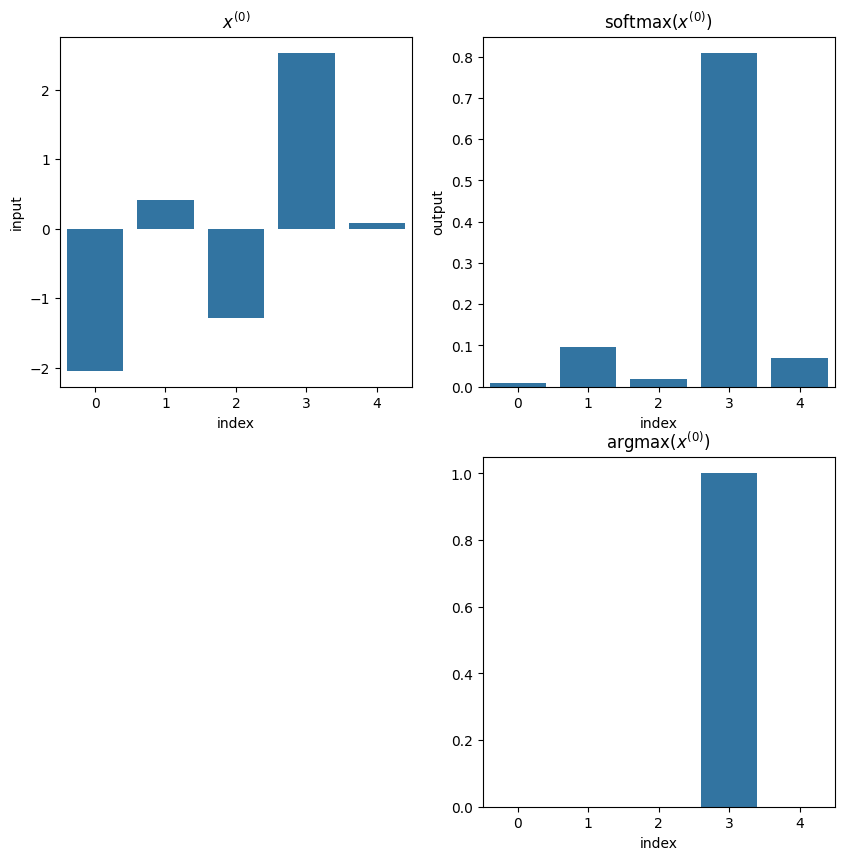 x^(0)
input
2
1
0
−1
−2
0 1 2 3 4
index
softmax(x^(0))
output
0.8
0.7
0.6
0.5
0.4
0.3
0.2
0.1
0.0
0 1 2 3 4
index
argmax(x^(0))
1.0
0.8
0.6
0.4
0.2
0.0
0 1 2 3 4
index